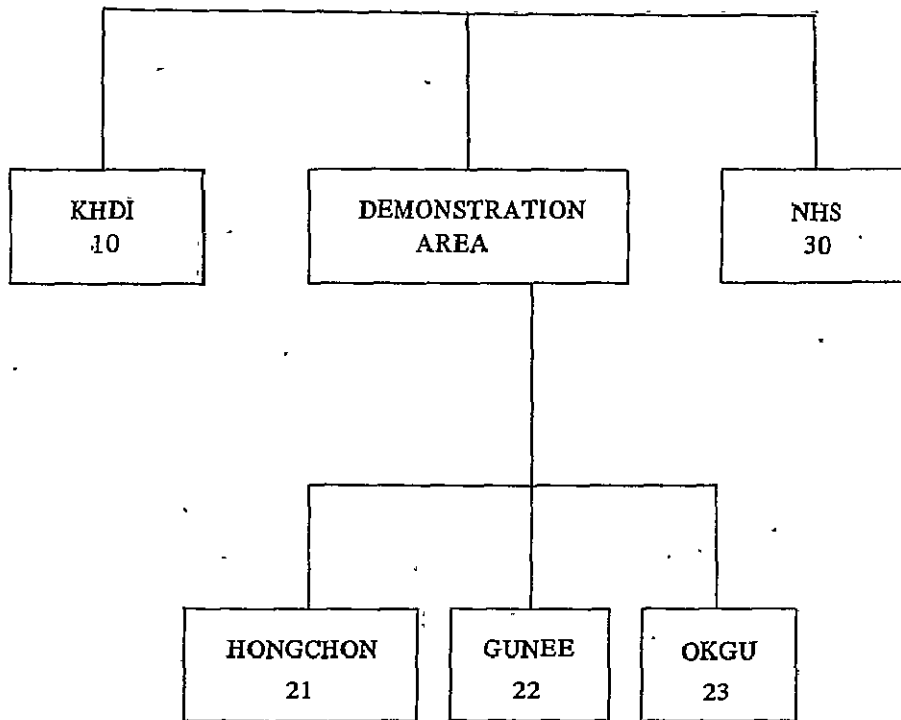 KHDI
10
DEMONSTRATION
AREA
NHS
30
HONGCHON
21
GUNEE
22
OKGU
23